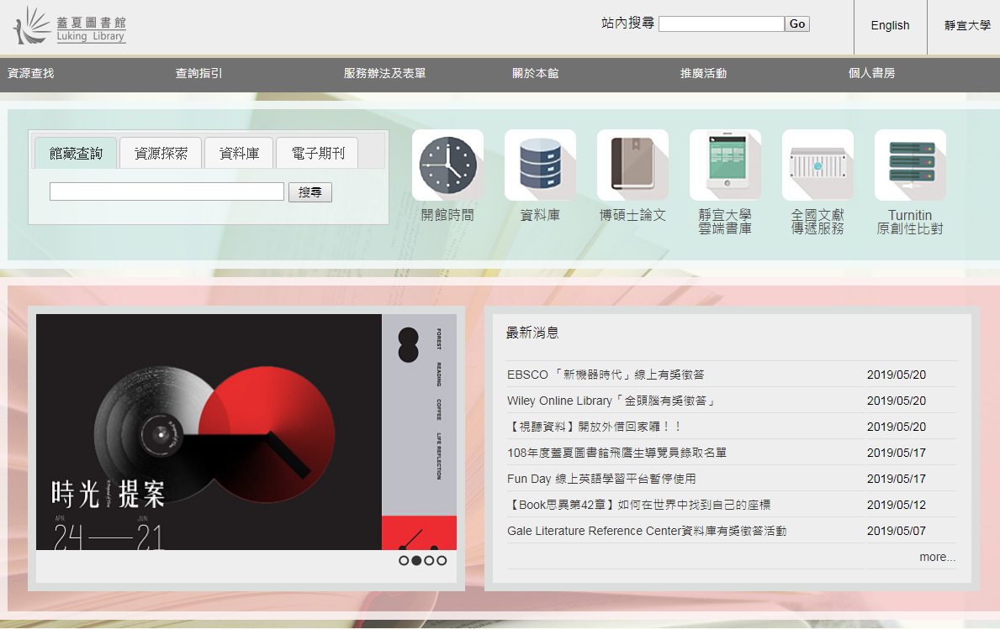 蓋夏圖書館
Luking Library
站內搜尋
Go
English
靜宜大學
資源查找
查詢指引
服務辦法及表單
關於本館
推廣活動
個人書房
館藏查詢
資源探索
資料庫
電子期刊
搜尋
開館時間
資料庫
博碩士論文
靜宜大學
雲端書庫
全國文獻
傳遞服務
Turnitin
原創性比對
FOREST
READING
COFFEE
LIFE REFLECTION
時光 提案
APR
24
JUN
21
最新消息
EBSCO 「新機器時代」線上有獎徵答 2019/05/20
Wiley Online Library「金頭腦有獎徵答」 2019/05/20
【視聽資料】開放外借回家囉！！ 2019/05/20
108年度蓋夏圖書館飛鷹生導覽員錄取名單 2019/05/17
Fun Day 線上英語學習平台暫停使用 2019/05/17
【Book思異第42章】如何在世界中找到自己的座標 2019/05/12
Gale Literature Reference Center資料庫有獎徵答活動 2019/05/07
more...